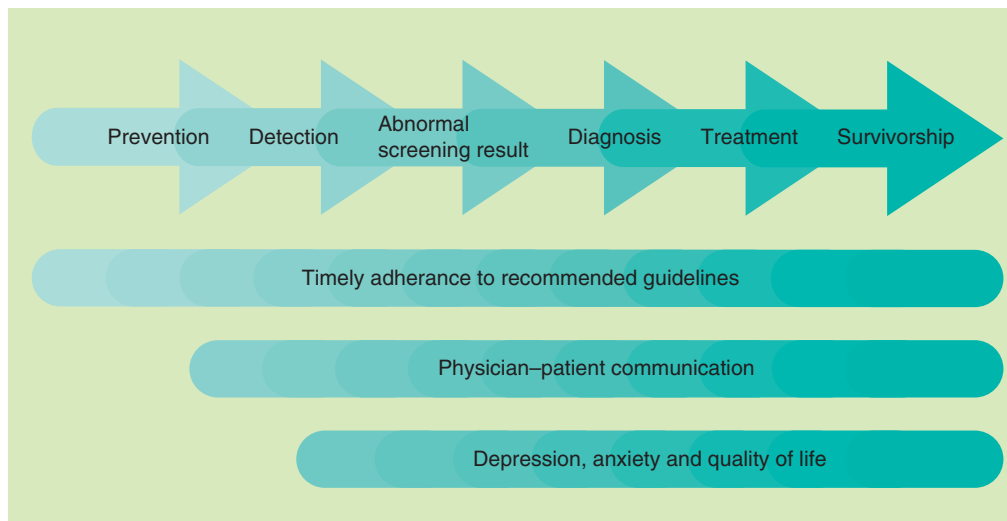 Prevention
Detection
Abnormal
screening result
Diagnosis
Treatment
Survivorship
Timely adherance to recommended guidelines
Physician–patient communication
Depression, anxiety and quality of life